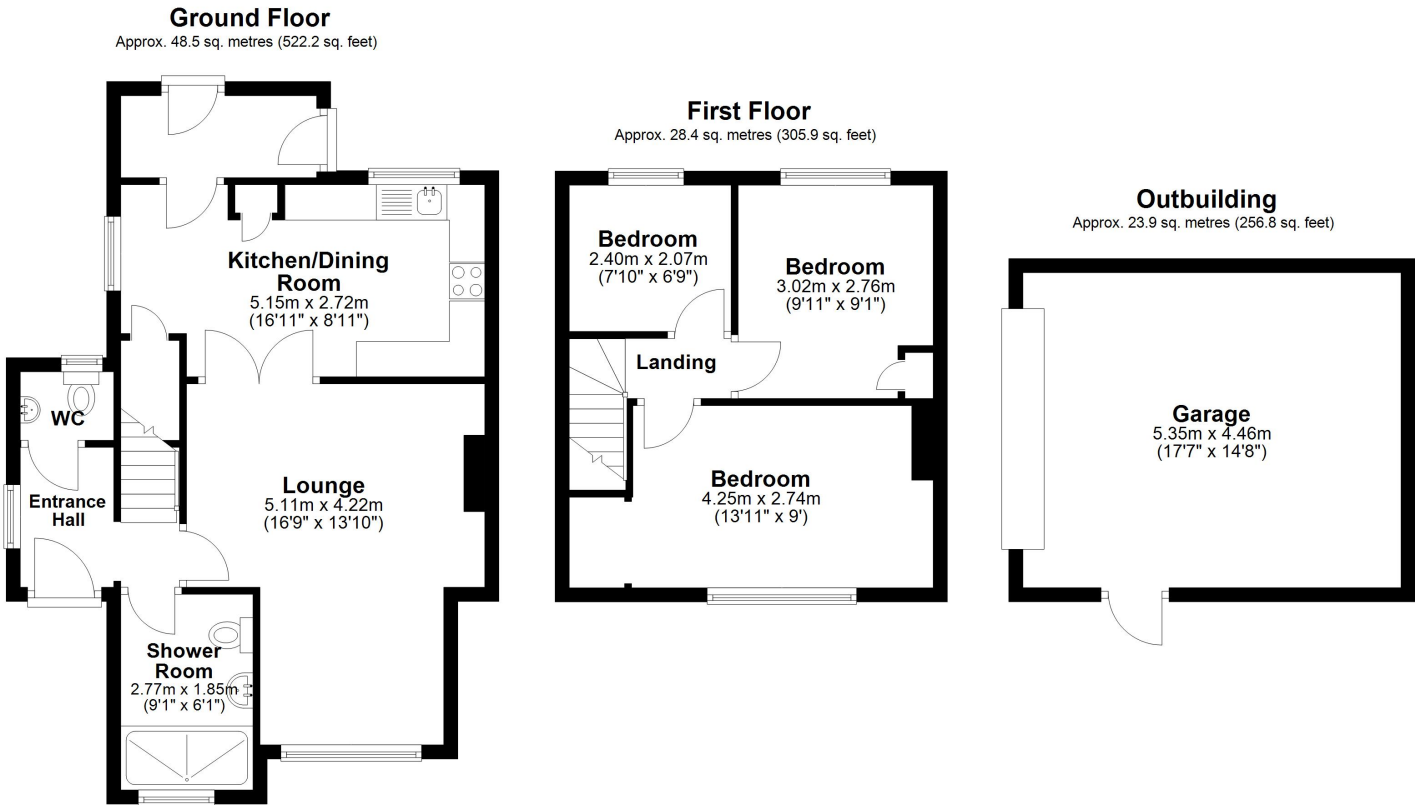 Ground Floor
Approx. 48.5 sq. metres (522.2 sq. feet)
Kitchen/Dining
Room
5.15m x 2.72m
(16'11" x 8'11")
WC
Entrance
Hall
Lounge
5.11m x 4.22m
(16'9" x 13'10")
Shower
Room
2.77m x 1.85m
(9'1" x 6'1")
First Floor
Approx. 28.4 sq. metres (305.9 sq. feet)
Bedroom
2.40m x 2.07m
(7'10" x 6'9")
Bedroom
3.02m x 2.76m
(9'11" x 9'1")
Landing
Bedroom
4.25m x 2.74m
(13'11" x 9')
Outbuilding
Approx. 23.9 sq. metres (256.8 sq. feet)
Garage
5.35m x 4.46m
(17'7" x 14'8")